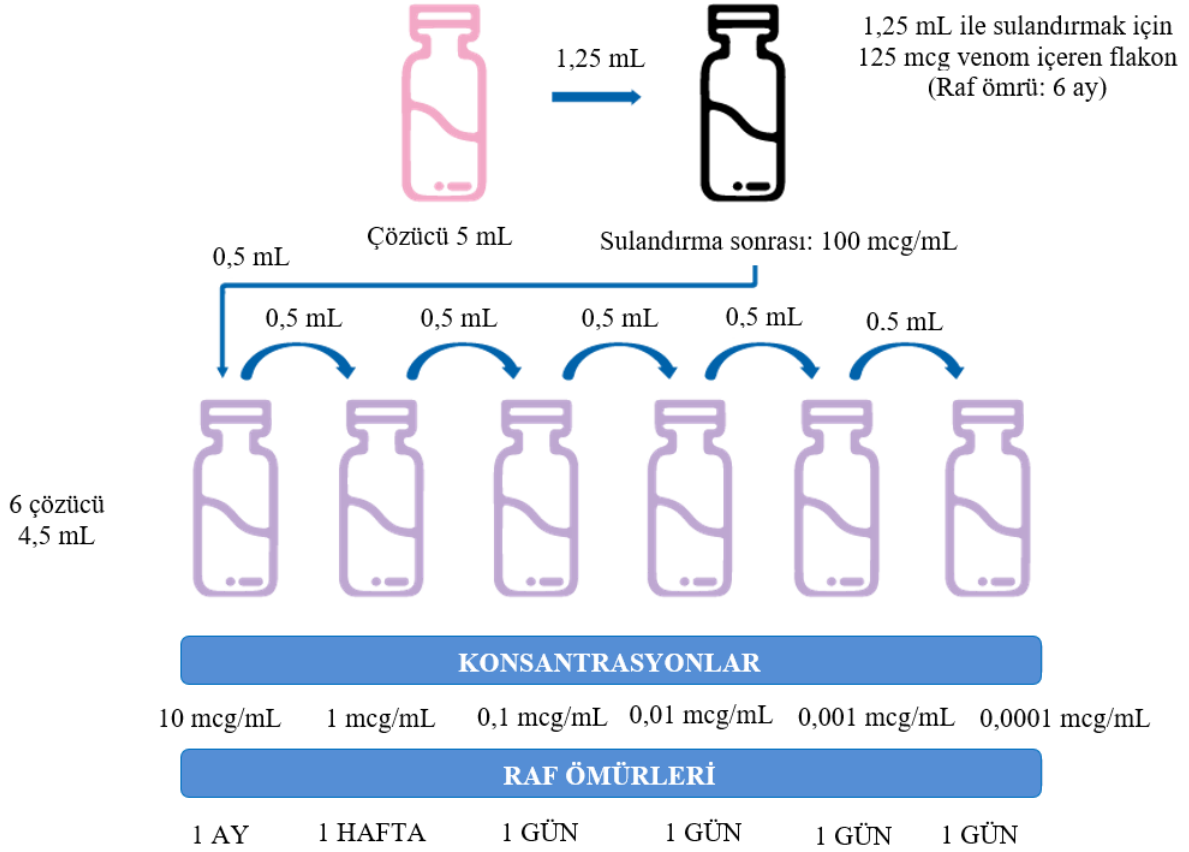 1,25 mL
1,25 mL ile sulandırmak için
125 mcg venom içeren flakon
(Raf ömrü: 6 ay)
Çözücü 5 mL
Sulandırma sonrası: 100 mcg/mL
0,5 mL
0,5 mL
0,5 mL
0,5 mL
0,5 mL
0.5 mL
6 çözücü
4,5 mL
KONSANTRASYONLAR
10 mcg/mL
1 mcg/mL
0,1 mcg/mL
0,01 mcg/mL
0,001 mcg/mL
0,0001 mcg/mL
RAF ÖMÜRLERİ
1 AY
1 HAFTA
1 GÜN
1 GÜN
1 GÜN
1 GÜN